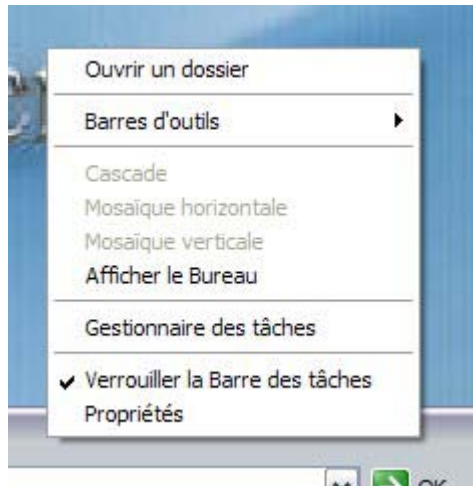 Ouvrir un dossier
Barres d'outils
Cascade
Mosaïque horizontale
Mosaïque verticale
Afficher le Bureau
Gestionnaire des tâches
Verrouiller la Barre des tâches
Propriétés
OK